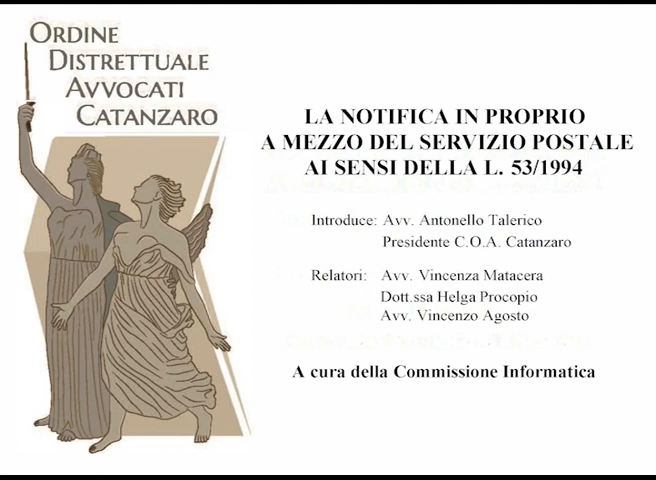 ORDINE
DISTRETTUALE
AVVOCATI
CATANZARO
LA NOTIFICA IN PROPRIO
A MEZZO DEL SERVIZIO POSTALE
AI SENSI DELLA L. 53/1994
Introduce: Avv. Antonello Talerico
Presidente C.O.A. Catanzaro
Relatori: Avv. Vincenza Matacera
Dott.ssa Helga Procopio
Avv. Vincenzo Agosto
A cura della Commissione Informatica